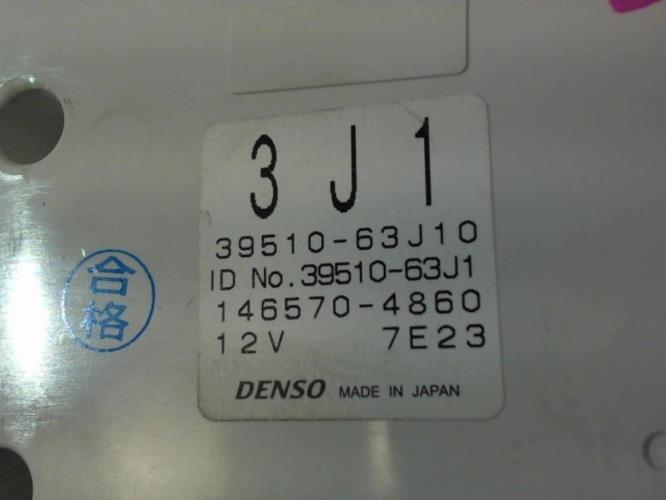 3 J 1
39510-63J10
ID No. 39510-63J1
146570-4860
12V 7E23
DENSO MADE IN JAPAN
合格